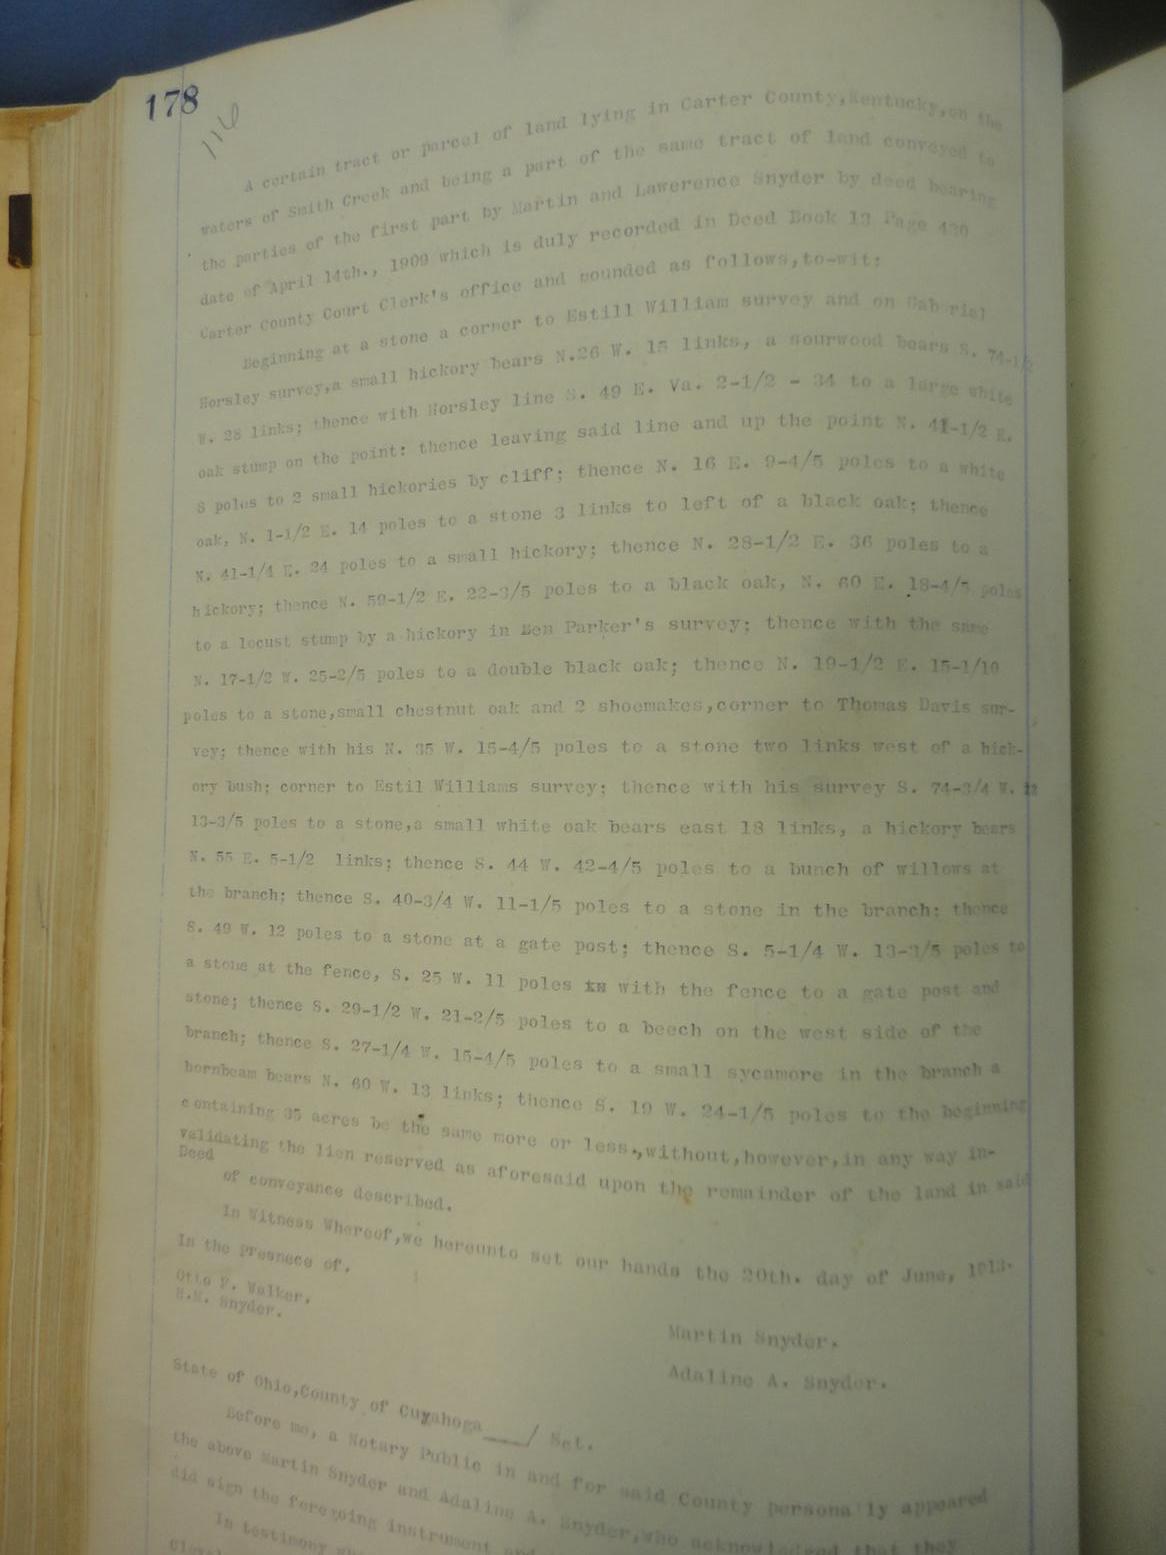 178
116
A certain tract or parcel of land lying in Carter County,Kentucky,on the
waters of Smith Creek and being a part of the same tract of land conveyed to
the parties of the first part by Martin and Lawerence Snyder by deed bearing
date of April 14th., 1909 which is duly recorded in Deed Book 13 Page
Carter County Court Clerk's office and bounded as follows,to-wit:
Beginning at a stone a corner to Estill William survey and on Gabcrial
Horsley survey,a small hickory bears N.26 W. 15 links, a sourwood bears S. 74-1/2
W. 28 links; thence with Horsley line S. 49 E. Va. 2-1/2 - 34 to a large white
oak stump on the point: thence leaving said line and up the point N. 41-1/2 E.
8 poles to 2 small hickories by cliff; thence N. 16 E. 9-4/5 poles to a white
oak, N. 1-1/2 E. 14 poles to a stone 3 links to left of a black oak; thence
N. 41-1/4 E. 24 poles to a small hickory; thence N. 28-1/2 E. 36 poles to a
hickory; thence N. 59-1/2 E. 22-3/5 poles to a black oak, N. 60 E. 18-4/5 poles
to a locust stump by a hickory in Ben Parker's survey; thence with the same
N. 17-1/2 W. 25-2/5 poles to a double black oak; thence N. 19-1/2 E. 15-1/10
poles to a stone,small chestnut oak and 2 shoemakes,corner to Thomas Davis sur-
vey; thence with his N. 35 W. 15-4/5 poles to a stone two links west of a hick-
ory bush; corner to Estil Williams survey; thence with his survey S. 74-3/4 W.
13-3/5 poles to a stone,a small white oak bears east 18 links, a hickory bears
N. 55 E. 5-1/2 links; thence S. 44 W. 42-4/5 poles to a bunch of willows at
the branch; thence S. 40-3/4 W. 11-1/5 poles to a stone in the branch; thence
S. 49 W. 12 poles to a stone at a gate post; thence S. 5-1/4 W. 13-3/5 poles to
a stone at the fence, S. 25 W. 11 poles with the fence to a gate post and
stone; thence S. 29-1/2 W. 21-2/5 poles to a beech on the west side of the
branch; thence S. 27-1/4 W. 15-4/5 poles to a small sycamore in the branch a
hornbeam bears N. 60 W. 13 links; thence S. 19 W. 24-1/5 poles to the beginning
containing 35 acres be the same more or less.,without,however,in any way in-
validating the lien reserved as aforesaid upon the remainder of the land in said
Deed
of conveyance described.
In Witness Whereof,we hereunto set our hands the 20th. day of June, 1913.
In the presnece of.
Otto F. Walker.
H.M. Snyder.
Martin Snyder.
Adaline A. Snyder.
State of Ohio,County of Cuyahoga___/ Sct.
Before me, a Notary Public in and for said County persona ly appeared
the above Martin Snyder and Adaline A. Snyder,who acknowledged that they
did sign the foregoing instrument and
In testimony